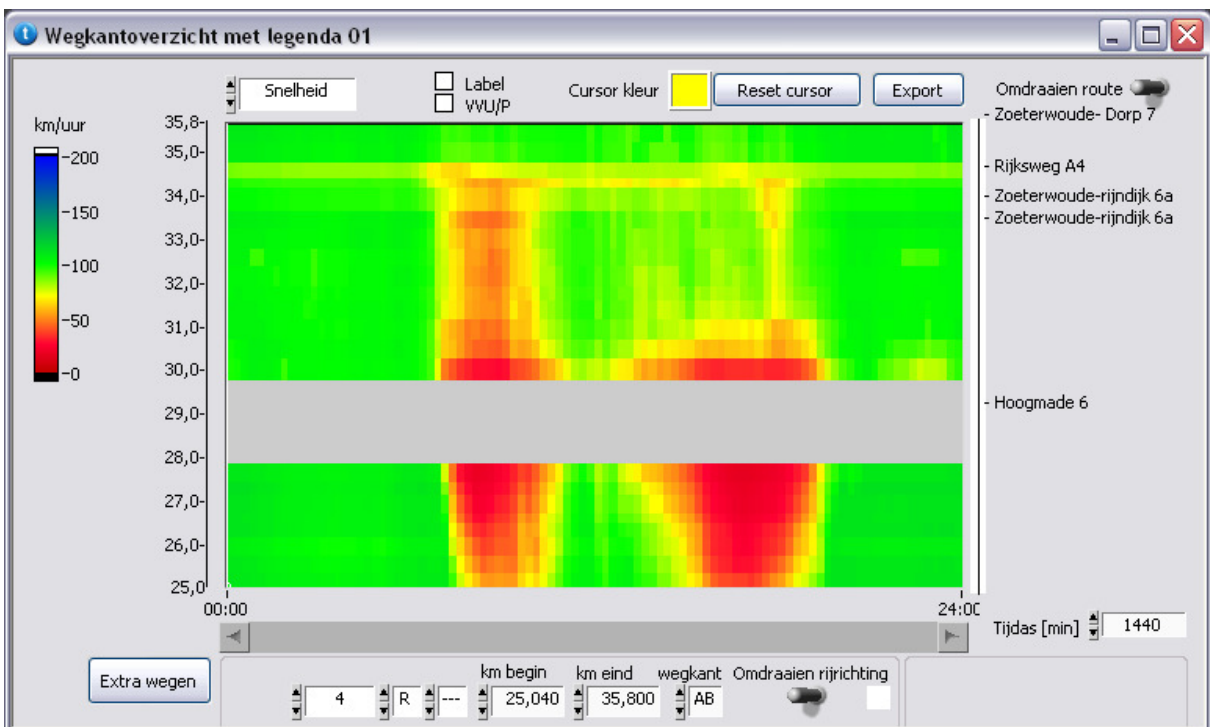 Wegkantoverzicht met legenda 01
Snelheid
Label
VVU/P
Cursor kleur
Reset cursor
Export
Omdraaien route
km/uur
200
150
100
50
0
35,8
35,0
34,0
33,0
32,0
31,0
30,0
29,0
28,0
27,0
26,0
25,0
Zoeterwoude- Dorp 7
Rijksweg A4
Zoeterwoude-rijndijk 6a
Zoeterwoude-rijndijk 6a
Hoogmade 6
00:00
24:00
Tijdas [min]
1440
Extra wegen
km begin
km eind
wegkant
Omdraaien rijrichting
4
R
---
25,040
35,800
AB